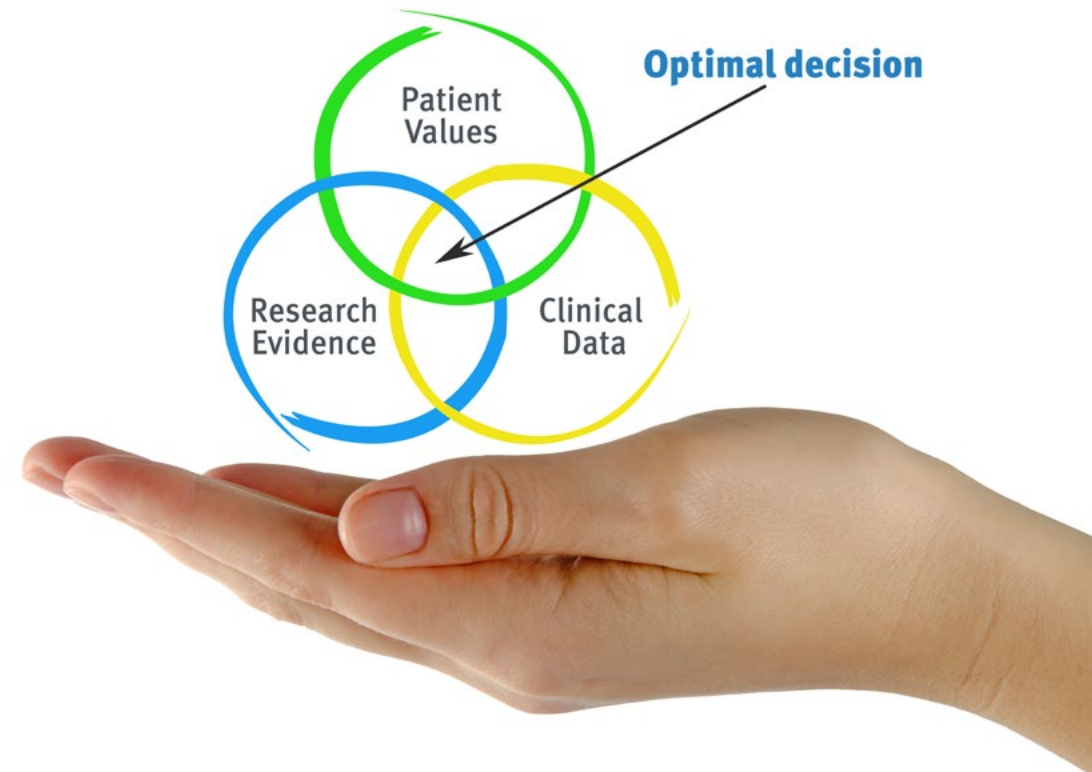 Optimal decision
Patient
Values
Research
Evidence
Clinical
Data